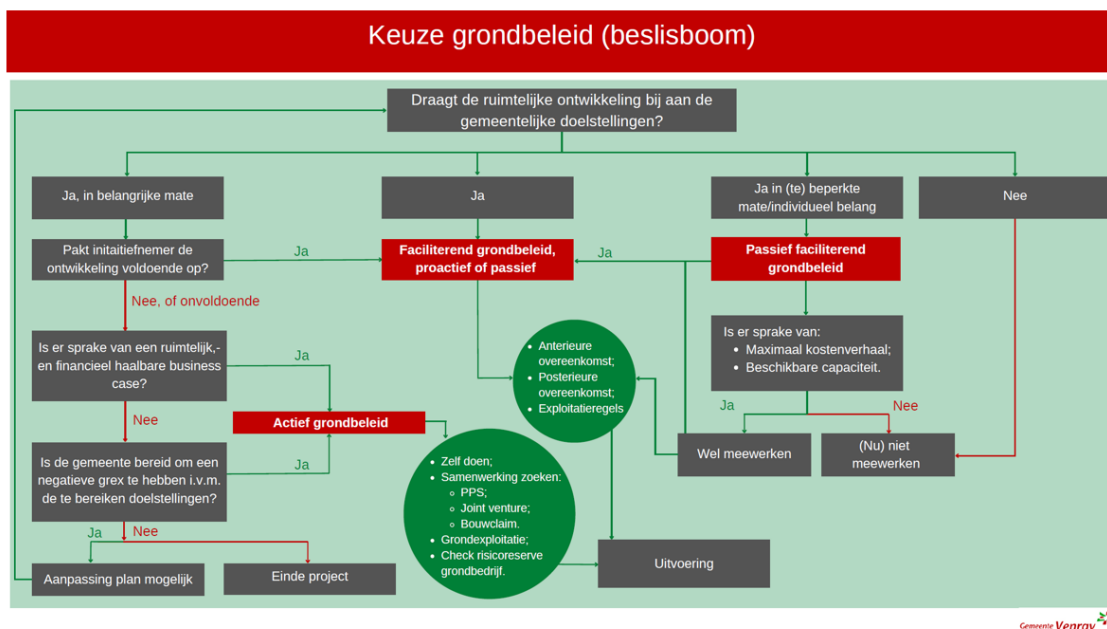 Keuze grondbeleid (beslisboom)
Draagt de ruimtelijke ontwikkeling bij aan de
gemeentelijke doelstellingen?
Ja, in belangrijke mate
Ja
Ja in (te) beperkte
mate/individueel belang
Nee
Pakt initaitiefnemer de
ontwikkeling voldoende op?
Ja
Faciliterend grondbeleid,
proactief of passief
Ja
Passief faciliterend
grondbeleid
Nee, of onvoldoende
Is er sprake van een ruimtelijk,-
en financieel haalbare business
case?
Ja
• Anterieure
overeenkomst;
• Posterieure
overeenkomst;
• Exploitatieregels
Is er sprake van:
• Maximaal kostenverhaal;
• Beschikbare capaciteit.
Ja
Nee
Nee
Actief grondbeleid
Wel meewerken
(Nu) niet
meewerken
Is de gemeente bereid om een
negatieve grex te hebben i.v.m.
de te bereiken doelstellingen?
Ja
• Zelf doen;
• Samenwerking zoeken:
◦ PPS;
◦ Joint venture;
◦ Bouwclaim.
• Grondexploitatie;
• Check risicoreserve
grondbedrijf.
Ja
Nee
Aanpassing plan mogelijk
Einde project
Uitvoering
Gemeente Venray